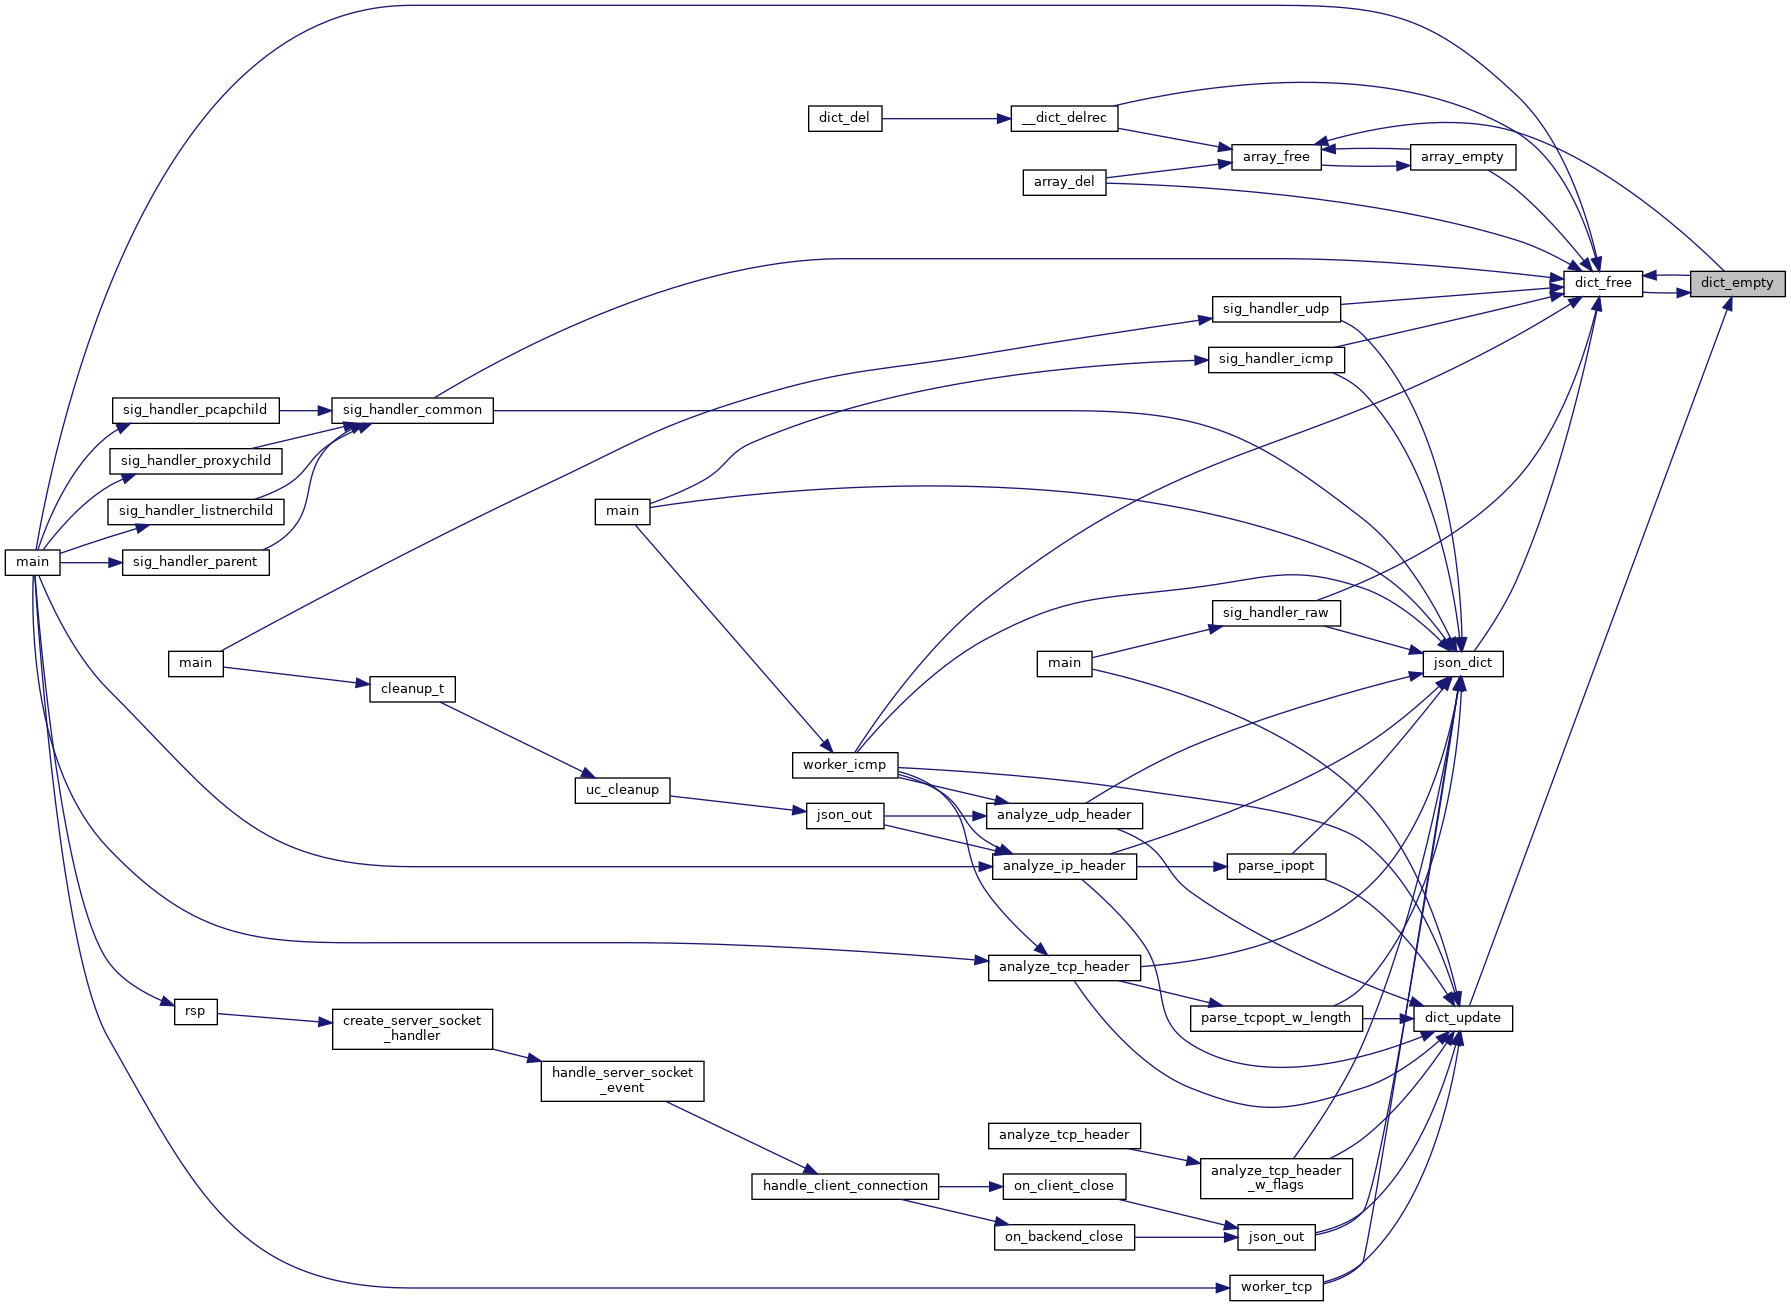 dict_del
__dict_delrec
array_free
array_empty
array_del
dict_free
dict_empty
sig_handler_udp
sig_handler_icmp
sig_handler_pcapchild
sig_handler_common
sig_handler_proxychild
sig_handler_listnerchild
main
main
sig_handler_parent
sig_handler_raw
main
main
json_dict
cleanup_t
worker_icmp
uc_cleanup
json_out
analyze_udp_header
analyze_ip_header
parse_ipopt
analyze_tcp_header
rsp
create_server_socket
_handler
parse_tcpopt_w_length
dict_update
handle_server_socket
_event
analyze_tcp_header
analyze_tcp_header
_w_flags
handle_client_connection
on_client_close
on_backend_close
json_out
worker_tcp